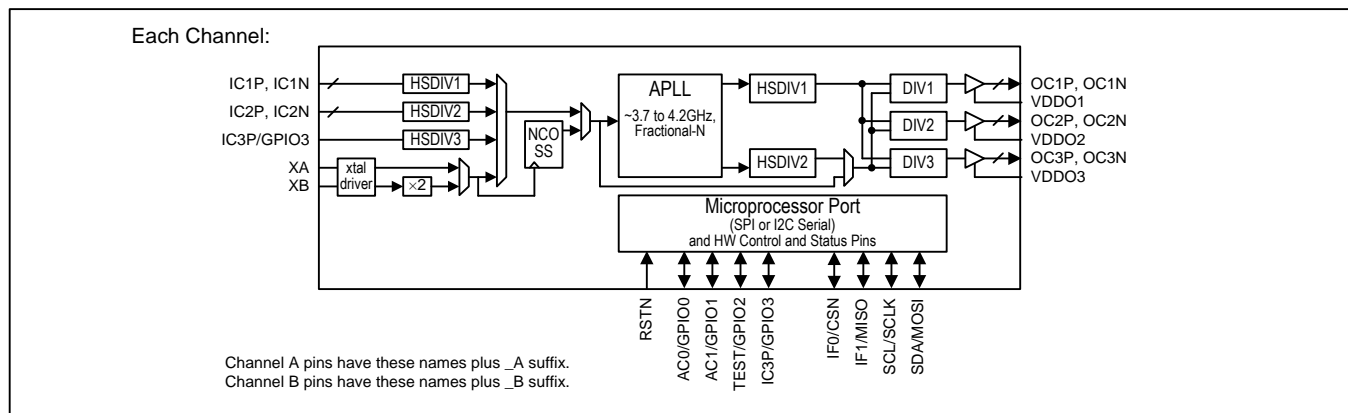 Each Channel:
IC1P, IC1N
HSDIV1
IC2P, IC2N
HSDIV2
IC3P/GPIO3
HSDIV3
XA
XB
xtal
driver
×2
NCO
SS
APLL
~3.7 to 4.2GHz,
Fractional-N
HSDIV1
HSDIV2
DIV1
DIV2
DIV3
OC1P, OC1N
VDDO1
OC2P, OC2N
VDDO2
OC3P, OC3N
VDDO3
Microprocessor Port
(SPI or I2C Serial)
and HW Control and Status Pins
RSTN
AC0/GPIO0
AC1/GPIO1
TEST/GPIO2
IC3P/GPIO3
IF0/CSN
IF1/MISO
SCL/SCLK
SDA/MOSI
Channel A pins have these names plus _A suffix.
Channel B pins have these names plus _B suffix.